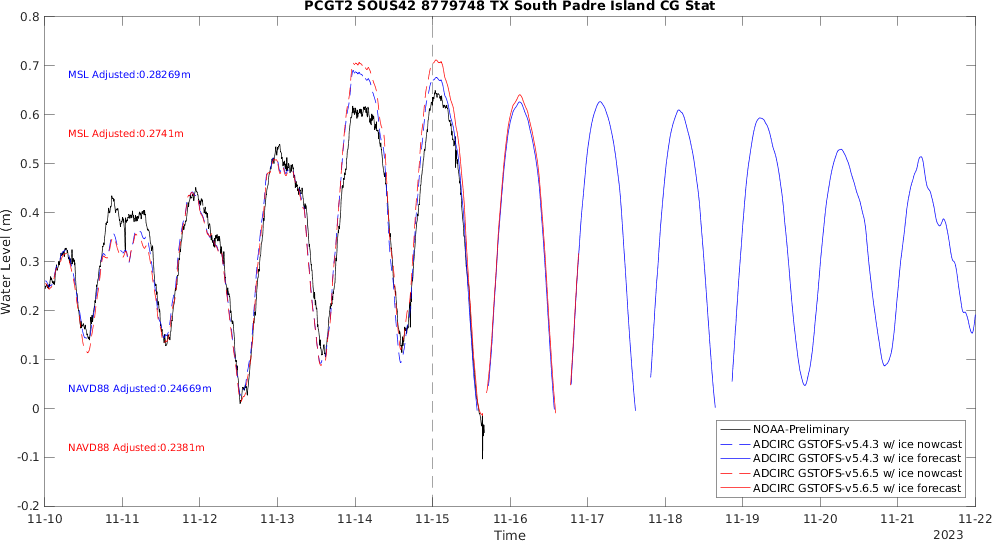 PCGT2 SOUS42 8779748 TX South Padre Island CG Stat
0.8
0.7
0.6
0.5
0.4
0.3
0.2
0.1
0
-0.1
-0.2
Water Level (m)
MSL Adjusted:0.28269m
MSL Adjusted:0.2741m
NAVD88 Adjusted:0.24669m
NAVD88 Adjusted:0.2381m
NOAA-Preliminary
ADCIRC GSTOFS-v5.4.3 w/ ice nowcast
ADCIRC GSTOFS-v5.4.3 w/ ice forecast
ADCIRC GSTOFS-v5.6.5 w/ ice nowcast
ADCIRC GSTOFS-v5.6.5 w/ ice forecast
11-10 11-11 11-12 11-13 11-14 11-15 11-16 11-17 11-18 11-19 11-20 11-21 11-22
Time
2023